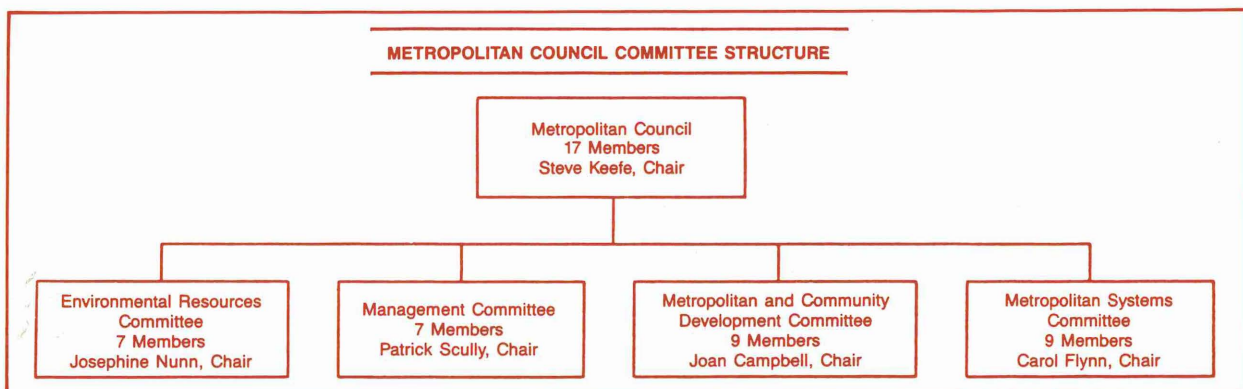 METROPOLITAN COUNCIL COMMITTEE STRUCTURE
Metropolitan Council
17 Members
Steve Keefe, Chair
Environmental Resources
Committee
7 Members
Josephine Nunn, Chair
Management Committee
7 Members
Patrick Scully, Chair
Metropolitan and Community
Development Committee
9 Members
Joan Campbell, Chair
Metropolitan Systems
Committee
9 Members
Carol Flynn, Chair